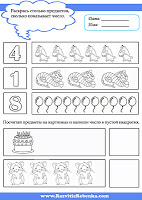 Раскрась столько предметов,
сколько показывает число.
Дата:
Имя:
4
1
8
Посчитай предметы на картинках и напиши число в пустой квадратик.
www.RazvitieRebenka.com